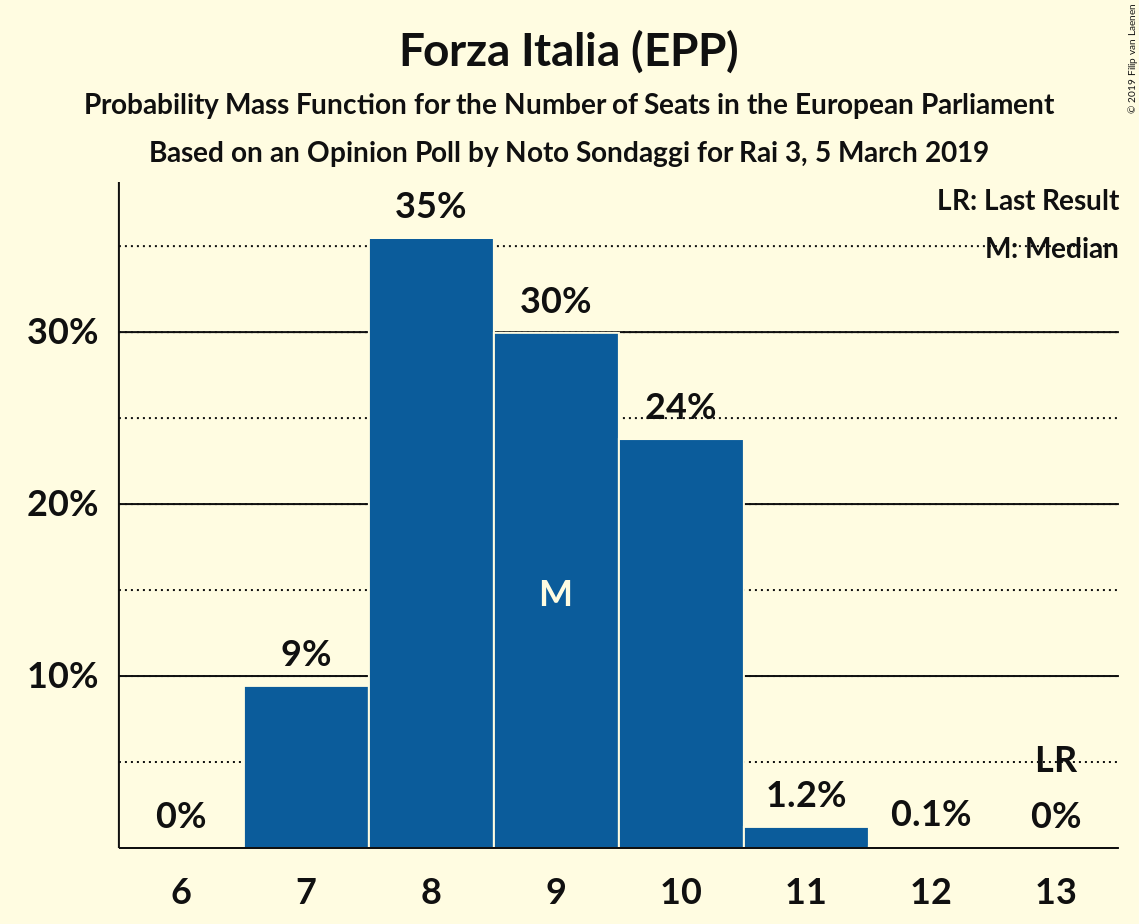 Forza Italia (EPP)
Probability Mass Function for the Number of Seats in the European Parliament
Based on an Opinion Poll by Noto Sondaggi for Rai 3, 5 March 2019
© 2019 Filip van Laenen
LR: Last Result
M: Median
35%
30%
30%
24%
20%
M
9%
10%
LR
0%
1.2%
0.1%
0%
6 7 8 9 10 11 12 13